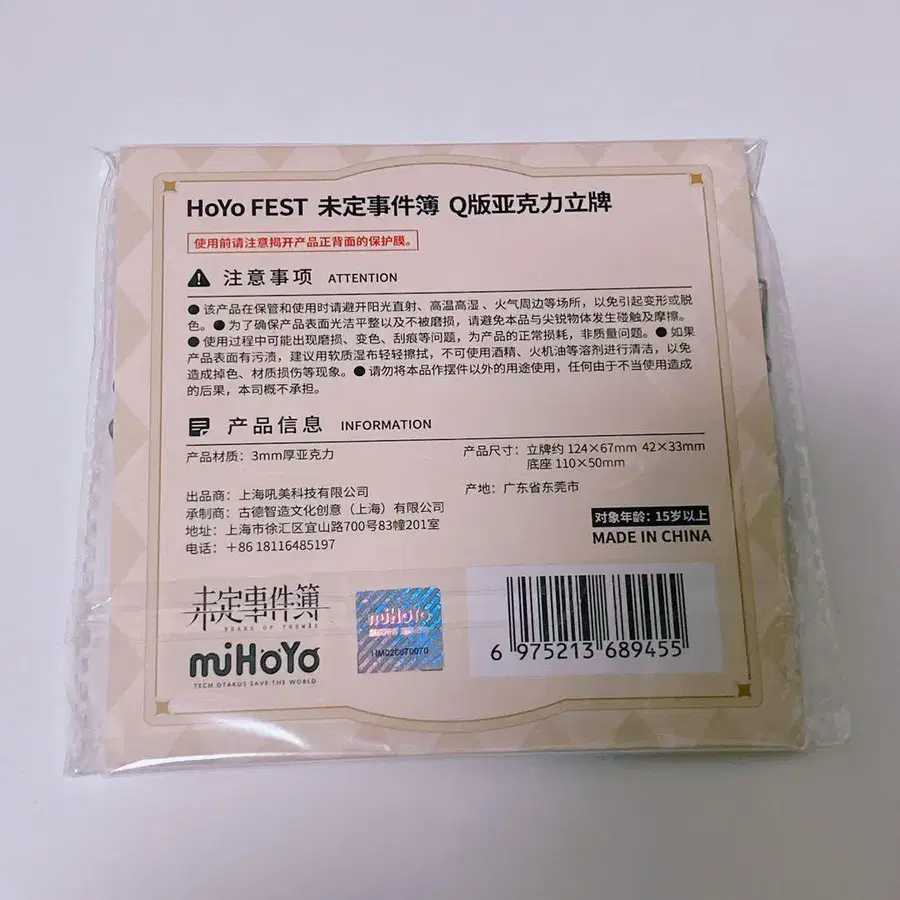 HoYo FEST 未定事件簿 Q版亚克力立牌
使用前请注意揭开产品正背面的保护膜。
注意事项 ATTENTION
● 该产品在保管和使用时请避开阳光直射、高温高湿、火气周边等场所，以免引起变形或脱
色。● 为了确保产品表面光洁平整以及不被磨损，请避免本品与尖锐物体发生碰触及摩擦。
● 使用过程中可能出现磨损、变色、刮痕等问题，为产品的正常损耗，非质量问题。● 如果
产品表面有污渍，建议用软质湿布轻轻擦拭，不可使用酒精、火机油等溶剂进行清洁，以免
造成掉色、材质损伤等现象。● 请勿将本品作摆件以外的用途使用，任何由于不当使用造成
的后果，本司概不承担。
产品信息 INFORMATION
产品材质：3mm厚亚克力
产品尺寸：立牌约 124×67mm 42×33mm
底座 110×50mm
出品商：上海吼美科技有限公司
产地：广东省东莞市
承制商：古德智造文化创意（上海）有限公司
地址：上海市徐汇区宜山路700号83幢201室
电话：+86 18116485197
对象年龄：15岁以上
MADE IN CHINA
未定事件簿
TEARS OF THEMIS
miHoYo
TECH OTAKUS SAVE THE WORLD
miHoYo
6 975213 689455